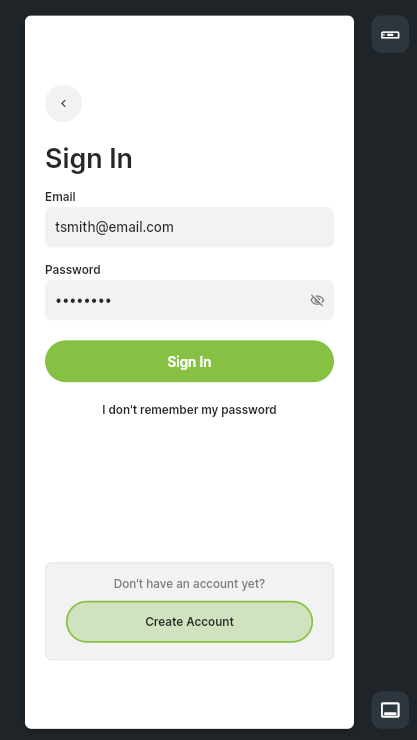 Sign In
Email
tsmith@email.com
Password
••••••••
Sign In
I don't remember my password
Don't have an account yet?
Create Account